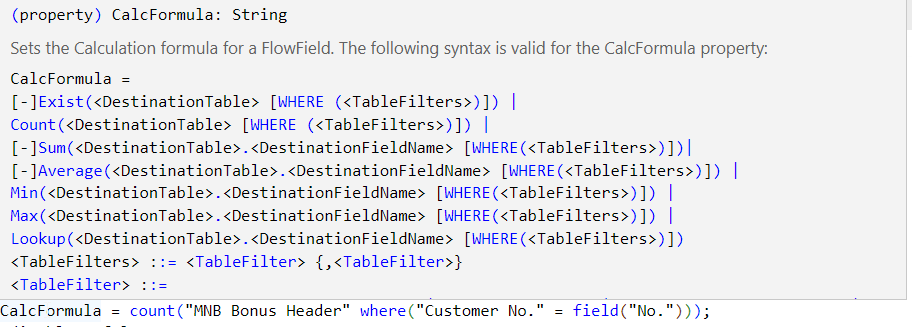 (property) CalcFormula: String
Sets the Calculation formula for a FlowField. The following syntax is valid for the CalcFormula property:
CalcFormula =
[-]Exist(<DestinationTable> [WHERE (<TableFilters>)]) |
Count(<DestinationTable> [WHERE (<TableFilters>)]) |
[-]Sum(<DestinationTable>.<DestinationFieldName> [WHERE(<TableFilters>)])|
[-]Average(<DestinationTable>.<DestinationFieldName> [WHERE(<TableFilters>)]) |
Min(<DestinationTable>.<DestinationFieldName> [WHERE(<TableFilters>)]) |
Max(<DestinationTable>.<DestinationFieldName> [WHERE(<TableFilters>)]) |
Lookup(<DestinationTable>.<DestinationFieldName> [WHERE(<TableFilters>)])
<TableFilters> ::= <TableFilter> {,<TableFilter>}
<TableFilter> ::=
CalcFormula = count("MNB Bonus Header" where("Customer No." = field("No.")));